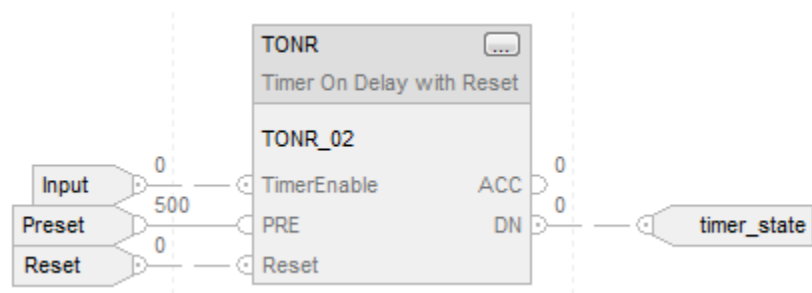 TONR
...
Timer On Delay with Reset
TONR_02
0
0
Input
TimerEnable
ACC
500
0
Preset
PRE
DN
timer_state
0
Reset
Reset